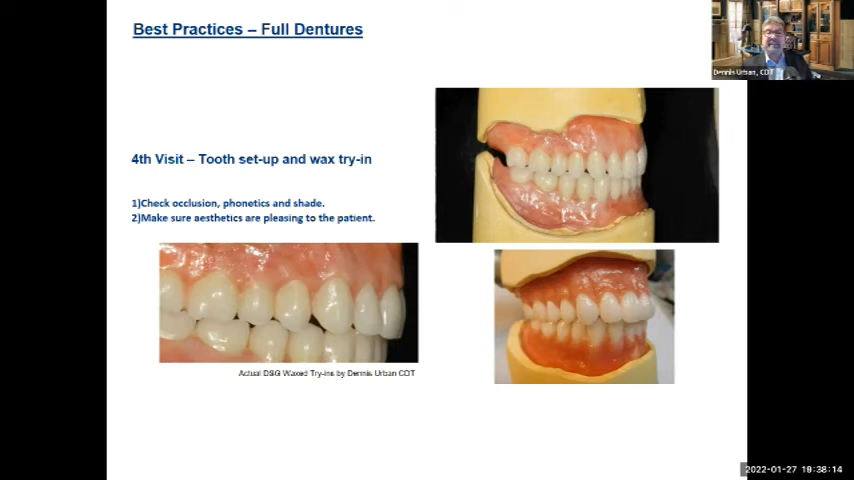 Best Practices – Full Dentures
Dennis Urban, CDT
4th Visit – Tooth set-up and wax try-in
1)Check occlusion, phonetics and shade.
2)Make sure aesthetics are pleasing to the patient.
Actual DSG Waxed Try-ins by Dennis Urban CDT
2022-01-27 19:38:14